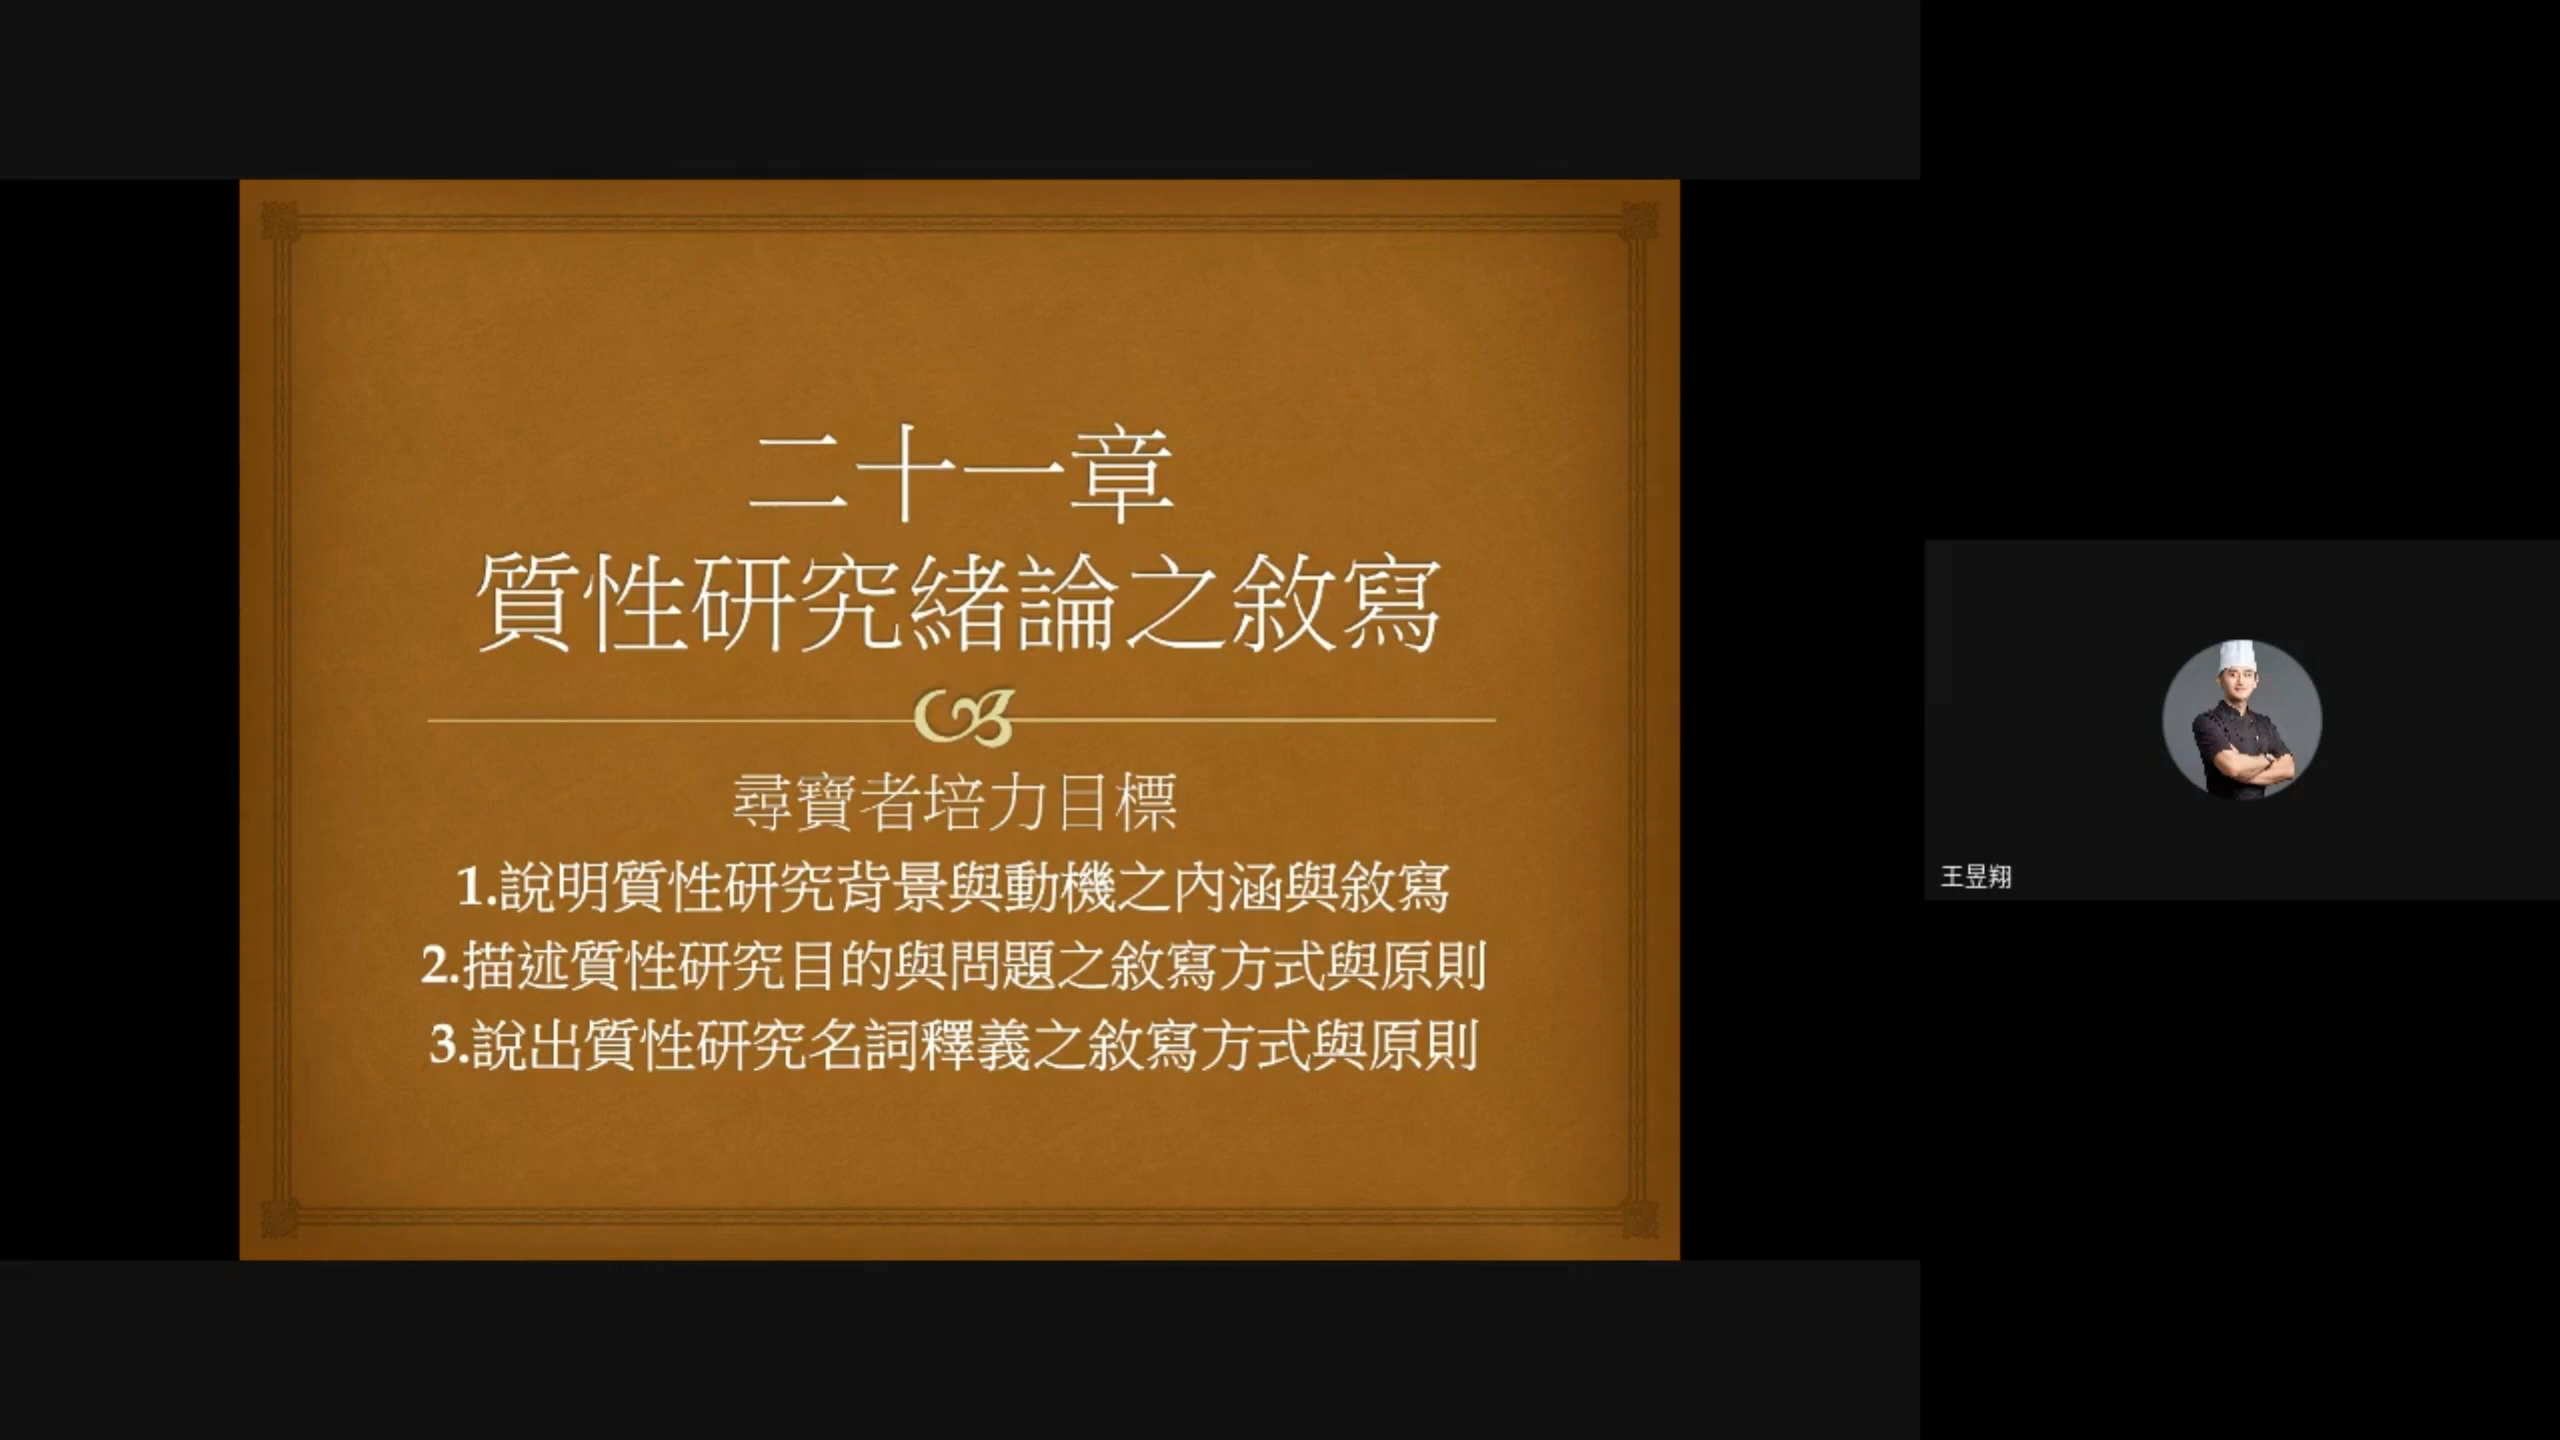 二十一章
質性研究緒論之敘寫
尋寶者培力目標
1.說明質性研究背景與動機之內涵與敘寫
2.描述質性研究目的與問題之敘寫方式與原則
3.說出質性研究名詞釋義之敘寫方式與原則
王昱翔